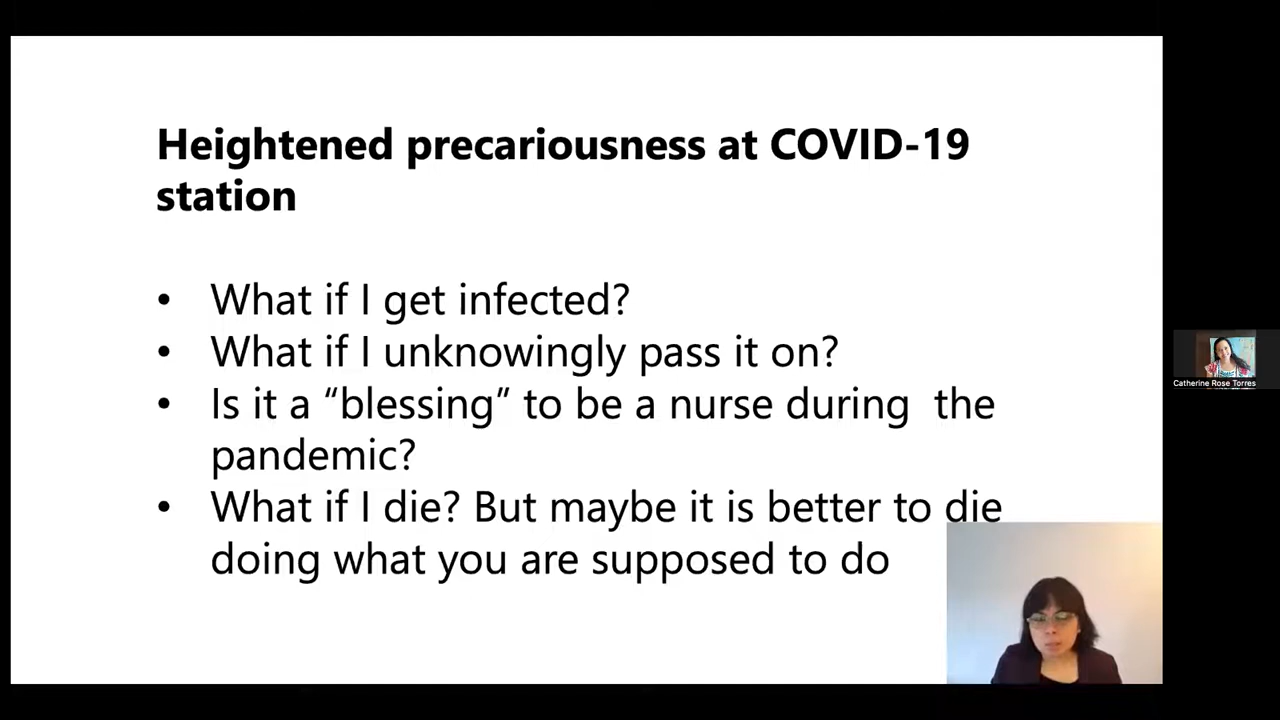 Heightened precariousness at COVID-19
station
• What if I get infected?
• What if I unknowingly pass it on?
• Is it a “blessing” to be a nurse during  the
pandemic?
• What if I die? But maybe it is better to die
doing what you are supposed to do
Catherine Rose Torres